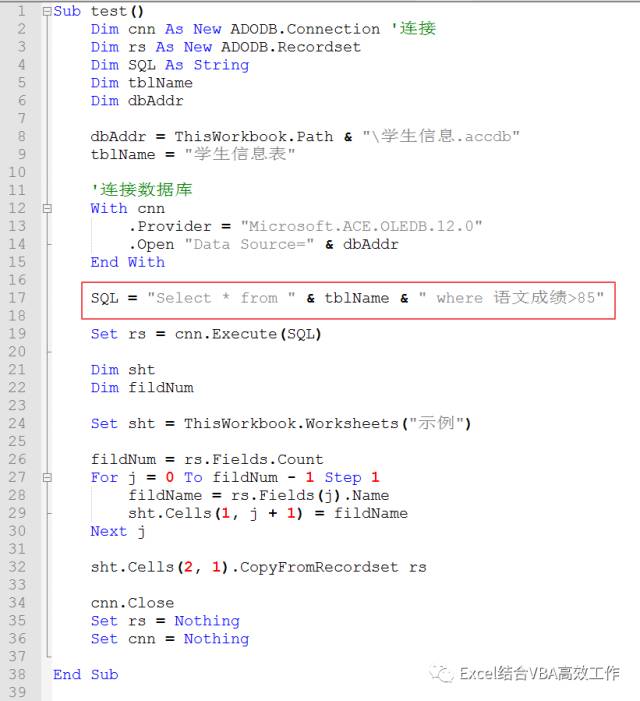 1 Sub test()
2 Dim cnn As New ADODB.Connection '连接
3 Dim rs As New ADODB.Recordset
4 Dim SQL As String
5 Dim tblName
6 Dim dbAddr
7
8 dbAddr = ThisWorkbook.Path & "\学生信息.accdb"
9 tblName = "学生信息表"
10
11 '连接数据库
12 With cnn
13 .Provider = "Microsoft.ACE.OLEDB.12.0"
14 .Open "Data Source=" & dbAddr
15 End With
16
17 SQL = "Select * from " & tblName & " where 语文成绩>85"
18
19 Set rs = cnn.Execute(SQL)
20
21 Dim sht
22 Dim fildNum
23
24 Set sht = ThisWorkbook.Worksheets("示例")
25
26 fildNum = rs.Fields.Count
27 For j = 0 To fildNum - 1 Step 1
28 fildName = rs.Fields(j).Name
29 sht.Cells(1, j + 1) = fildName
30 Next j
31
32 sht.Cells(2, 1).CopyFromRecordset rs
33
34 cnn.Close
35 Set rs = Nothing
36 Set cnn = Nothing
37
38 End Sub
39
Excel结合VBA高效工作